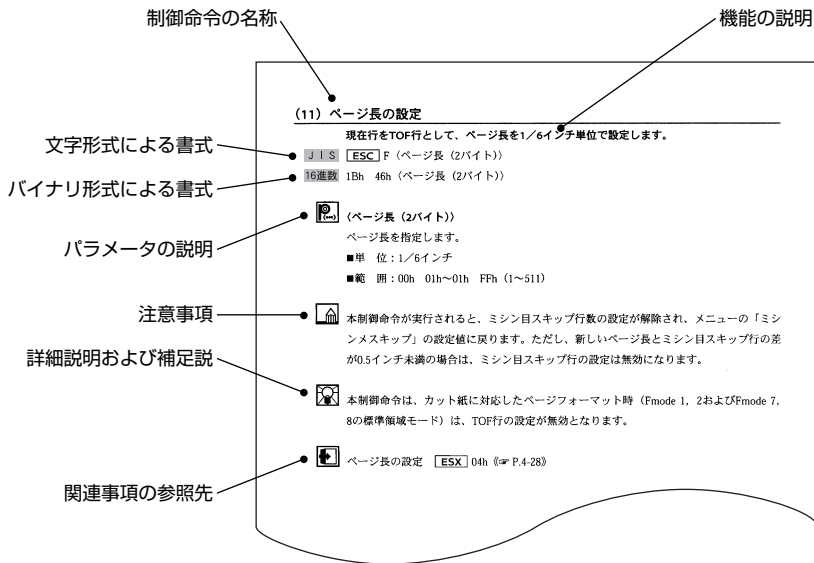 制御命令の名称
機能の説明
(11) ページ長の設定
現在行をTOF行として、ページ長を1／6インチ単位で設定します。
文字形式による書式
JIS ESC F〈ページ長（2バイト）〉
バイナリ形式による書式
16進数 1Bh 46h〈ページ長（2バイト）〉
パラメータの説明
〈ページ長（2バイト）〉
ページ長を指定します。
■単 位：1／6インチ
■範 囲：00h 01h～01h FFh（1～511）
注意事項
本制御命令が実行されると、ミシン目スキップ行数の設定が解除され、メニューの「ミシ
ンメスキップ」の設定値に戻ります。ただし、新しいページ長とミシン目スキップ行の差
が0.5インチ未満の場合は、ミシン目スキップ行の設定は無効になります。
詳細説明および補足説
本制御命令は、カット紙に対応したページフォーマット時（Fmode 1，2およびFmode 7，
8の標準領域モード）は、TOF行の設定が無効となります。
関連事項の参照先
ページ長の設定 ESX 04h《☞ P.4-28》